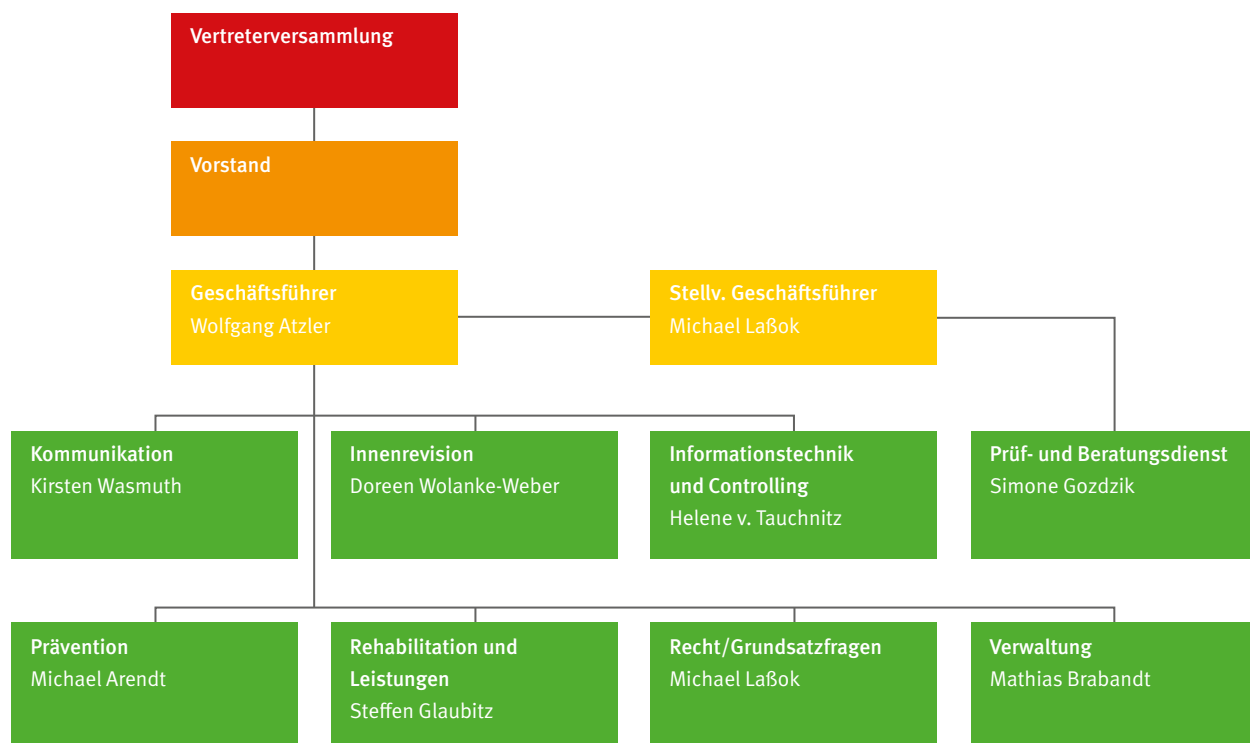 Vertreterversammlung
Vorstand
Geschäftsführer
Wolfgang Atzler
Stellv. Geschäftsführer
Michael Laßok
Kommunikation
Kirsten Wasmuth
Innenrevision
Doreen Wolanke-Weber
Informationstechnik
und Controlling
Helene v. Tauchnitz
Prüf- und Beratungsdienst
Simone Gozdzik
Prävention
Michael Arendt
Rehabilitation und
Leistungen
Steffen Glaubitz
Recht/Grundsatzfragen
Michael Laßok
Verwaltung
Mathias Brabandt